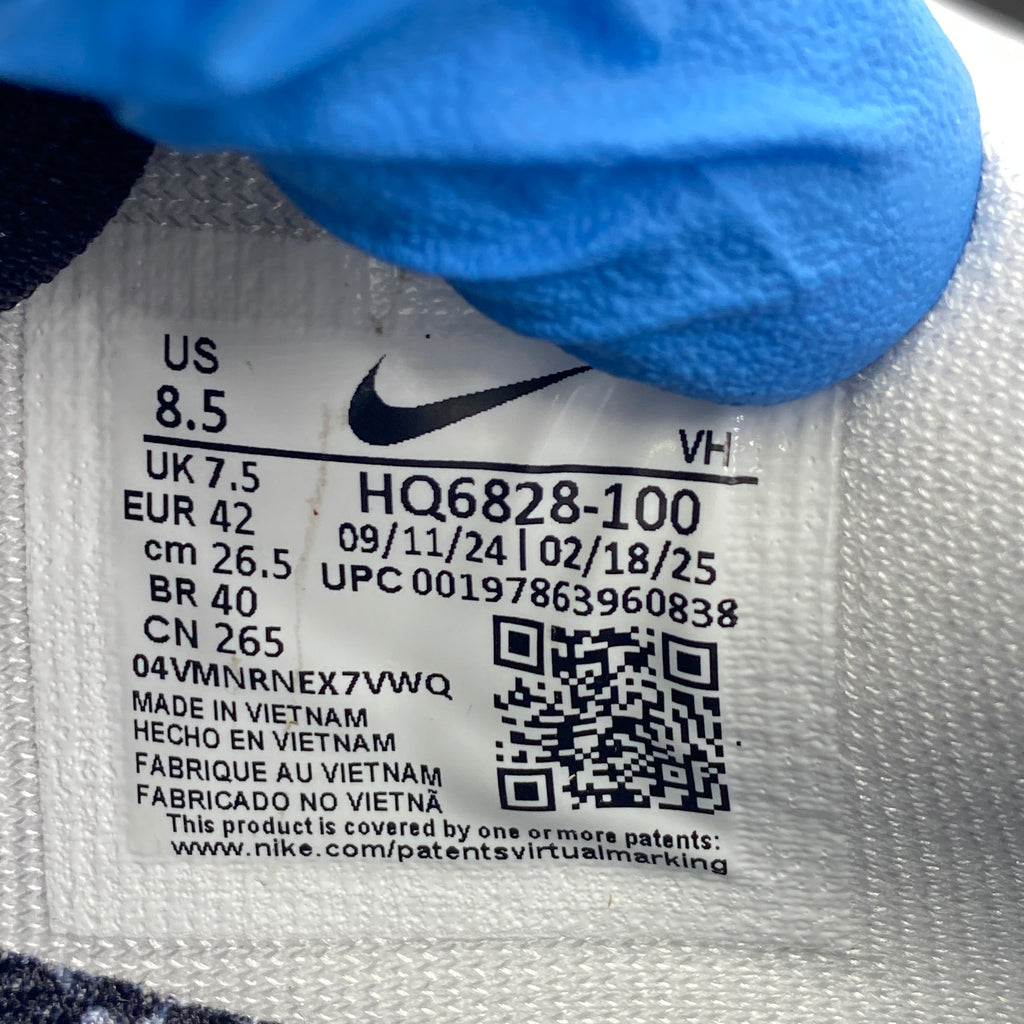 US
8.5
VH
UK 7.5
EUR 42
cm 26.5
BR 40
CN 265
HQ6828-100
09/11/24 | 02/18/25
UPC 00197863960838
04VMNRNEX7VWQ
MADE IN VIETNAM
HECHO EN VIETNAM
FABRIQUE AU VIETNAM
FABRICADO NO VIETNÃ
This product is covered by one or more patents:
www.nike.com/patentsvirtualmarking